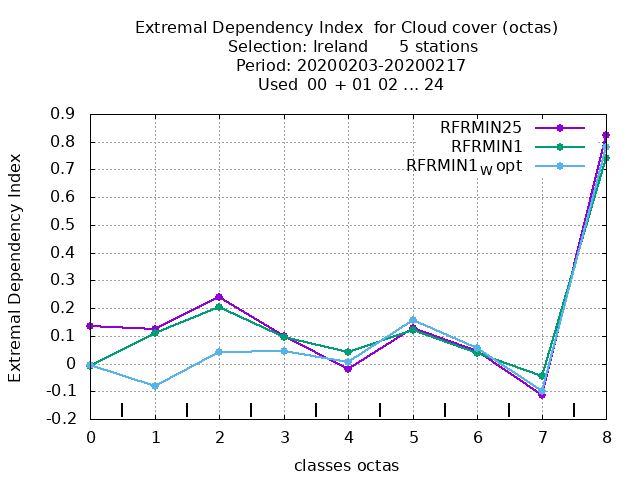 Extremal Dependency Index  for Cloud cover (octas)
Selection: Ireland      5 stations
Period: 20200203-20200217
Used  00  + 01 02 ... 24
RFRMIN25
RFRMIN1
RFRMIN1W opt
Extremal Dependency Index
0.9
0.8
0.7
0.6
0.5
0.4
0.3
0.2
0.1
0
-0.1
-0.2
0 1 2 3 4 5 6 7 8
classes octas